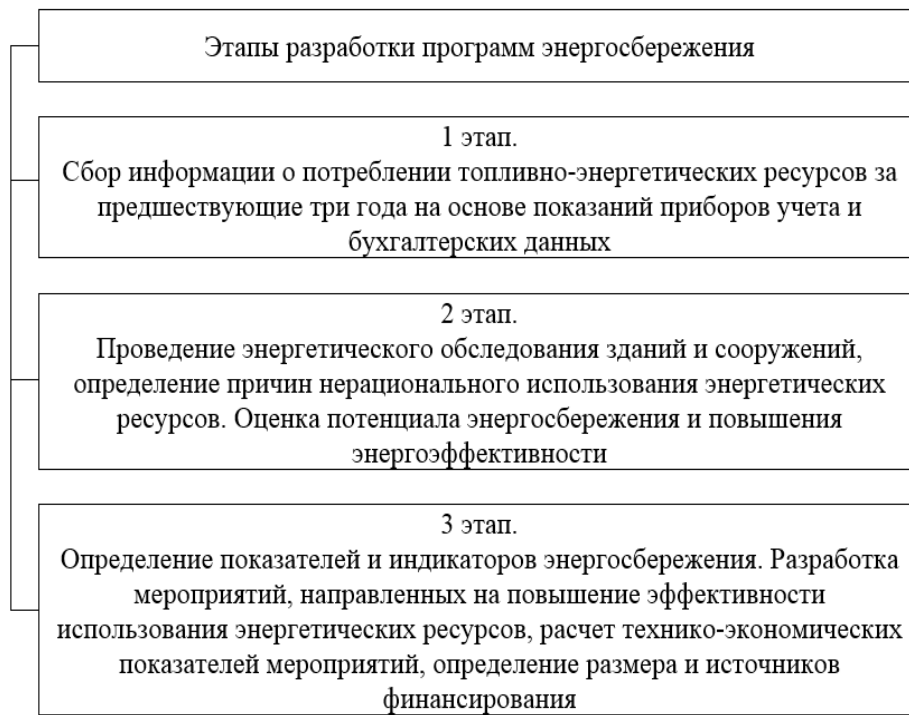 Этапы разработки программ энергосбережения
1 этап.
Сбор информации о потреблении топливно-энергетических ресурсов за
предшествующие три года на основе показаний приборов учета и
бухгалтерских данных
2 этап.
Проведение энергетического обследования зданий и сооружений,
определение причин нерационального использования энергетических
ресурсов. Оценка потенциала энергосбережения и повышения
энергоэффективности
3 этап.
Определение показателей и индикаторов энергосбережения. Разработка
мероприятий, направленных на повышение эффективности
использования энергетических ресурсов, расчет технико-экономических
показателей мероприятий, определение размера и источников
финансирования